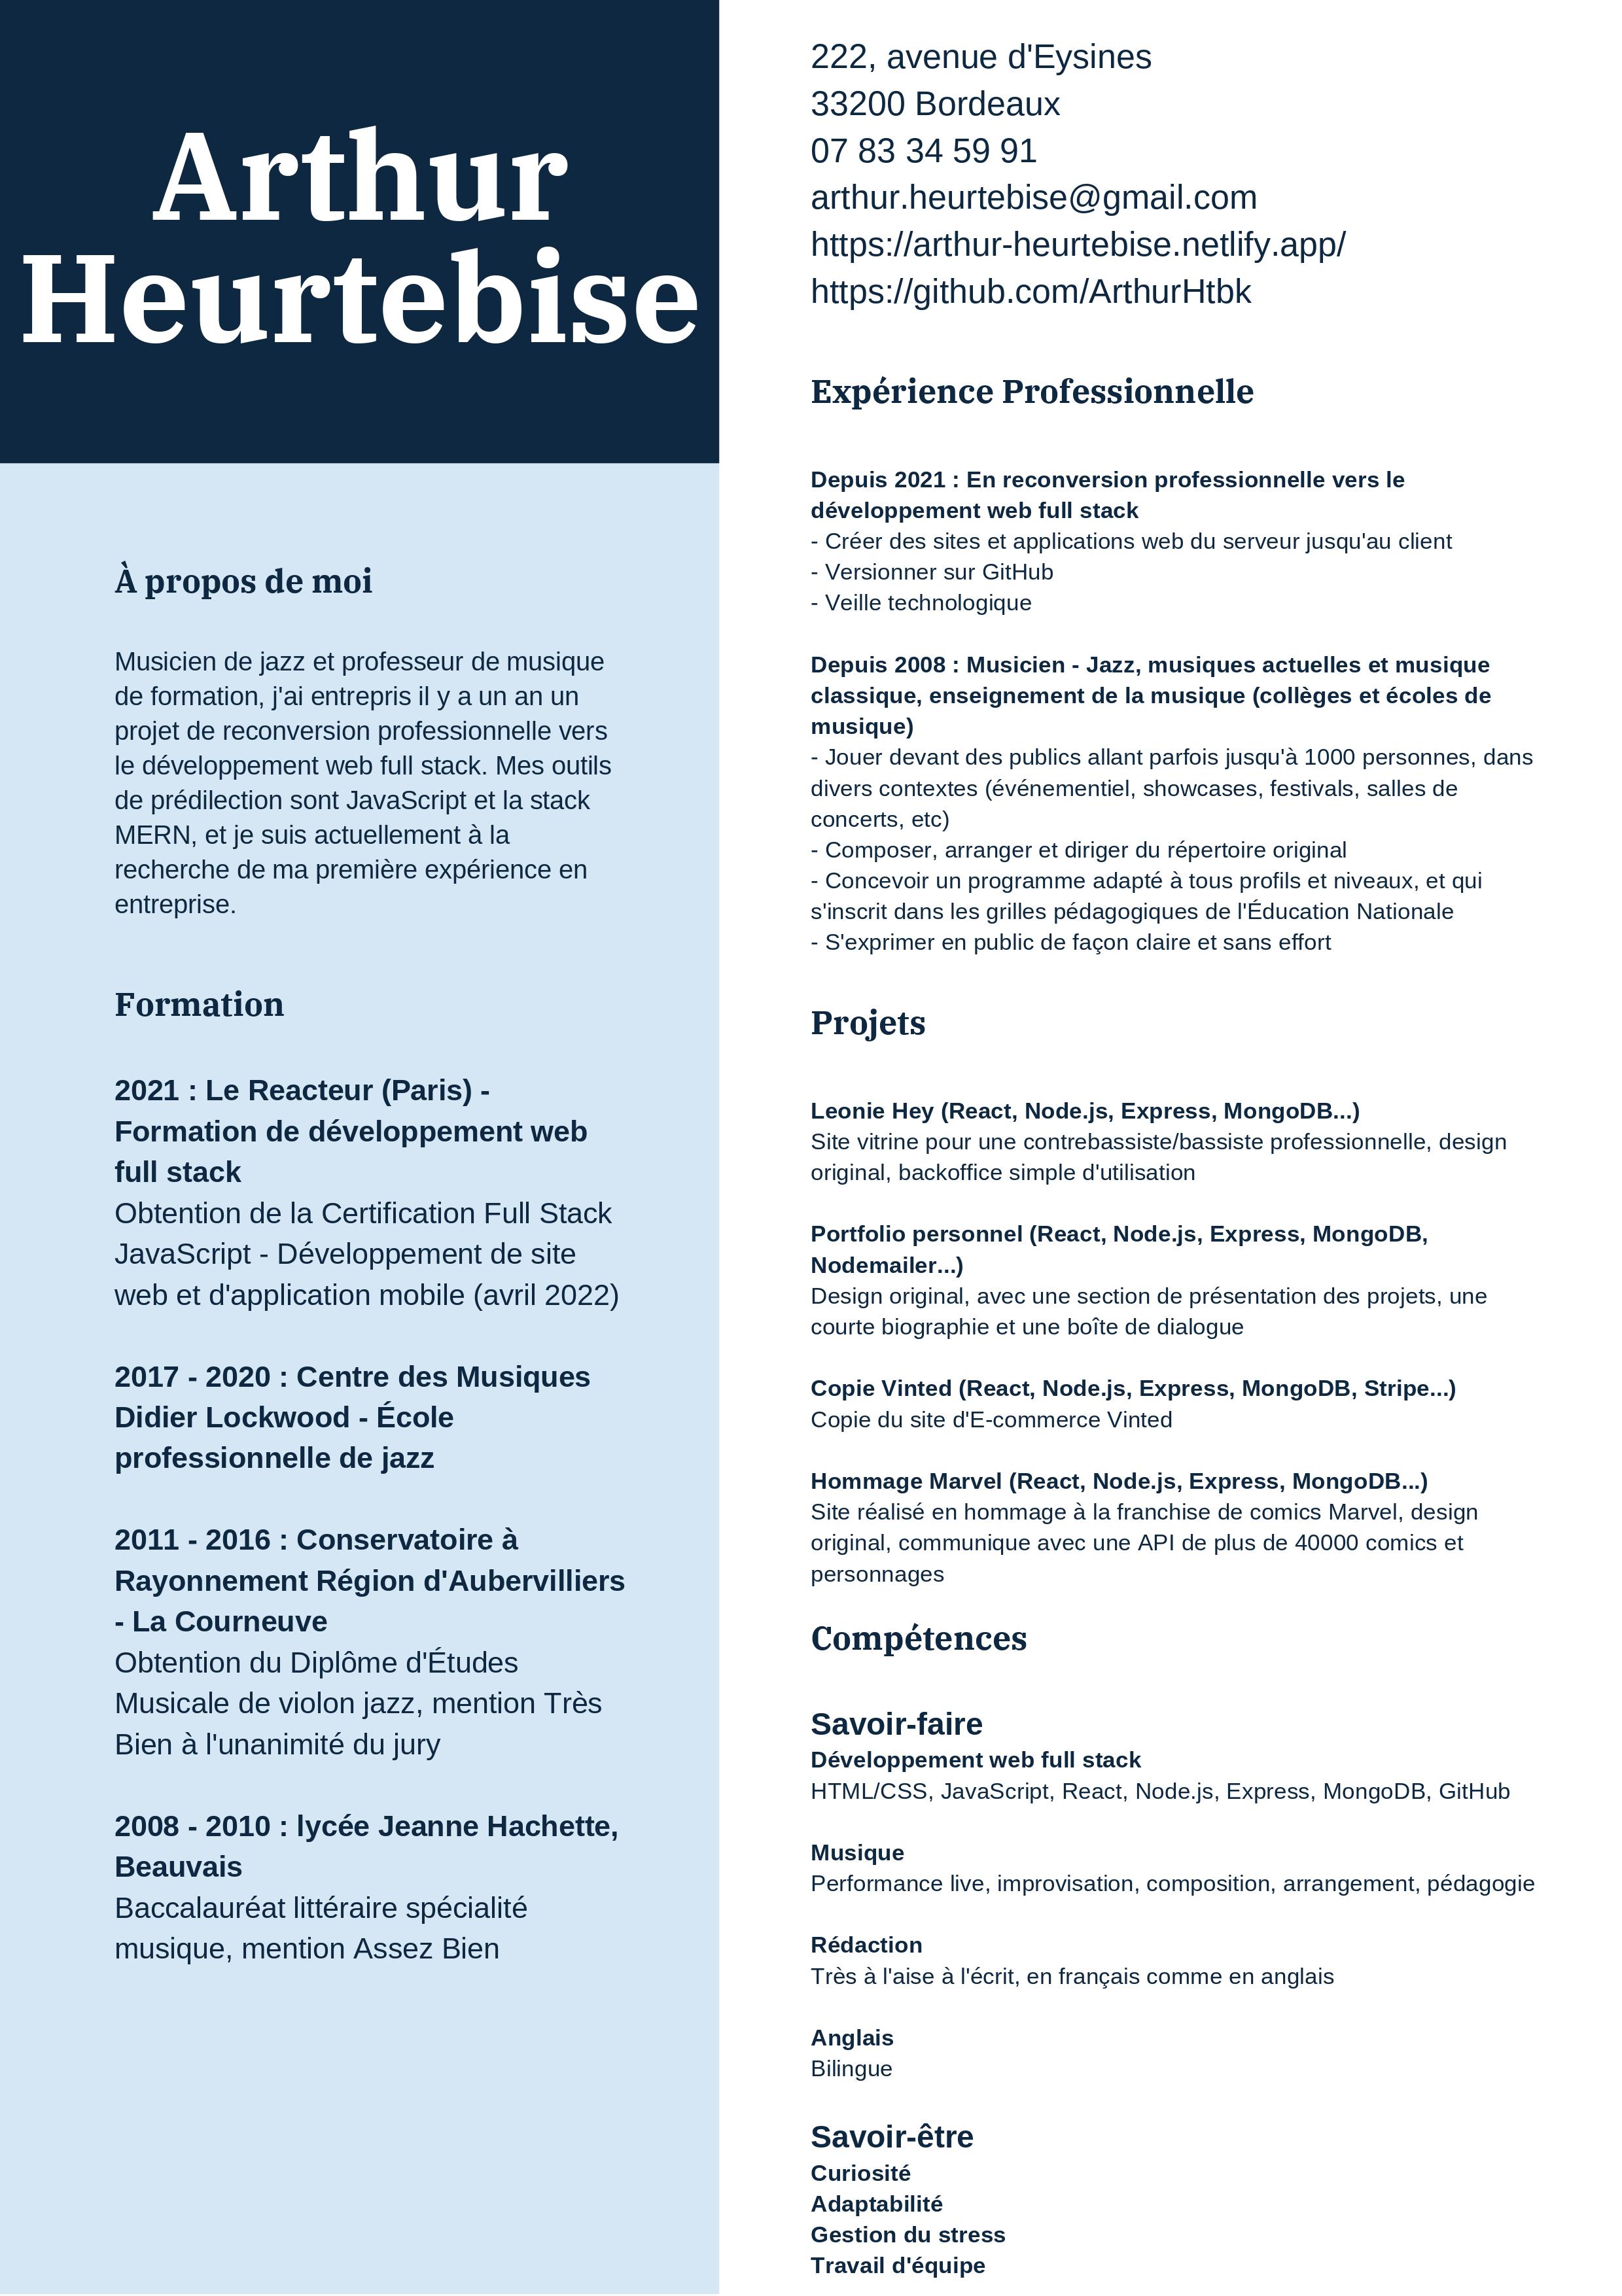 Arthur
Heurtebise
À propos de moi
Musicien de jazz et professeur de musique
de formation, j'ai entrepris il y a un an un
projet de reconversion professionnelle vers
le développement web full stack. Mes outils
de prédilection sont JavaScript et la stack
MERN, et je suis actuellement à la
recherche de ma première expérience en
entreprise.
Formation
2021 : Le Reacteur (Paris) -
Formation de développement web
full stack
Obtention de la Certification Full Stack
JavaScript - Développement de site
web et d'application mobile (avril 2022)
2017 - 2020 : Centre des Musiques
Didier Lockwood - École
professionnelle de jazz
2011 - 2016 : Conservatoire à
Rayonnement Région d'Aubervilliers
- La Courneuve
Obtention du Diplôme d'Études
Musicale de violon jazz, mention Très
Bien à l'unanimité du jury
2008 - 2010 : lycée Jeanne Hachette,
Beauvais
Baccalauréat littéraire spécialité
musique, mention Assez Bien
222, avenue d'Eysines
33200 Bordeaux
07 83 34 59 91
arthur.heurtebise@gmail.com
https://arthur-heurtebise.netlify.app/
https://github.com/ArthurHtbk
Expérience Professionnelle
Depuis 2021 : En reconversion professionnelle vers le
développement web full stack
- Créer des sites et applications web du serveur jusqu'au client
- Versionner sur GitHub
- Veille technologique
Depuis 2008 : Musicien - Jazz, musiques actuelles et musique
classique, enseignement de la musique (collèges et écoles de
musique)
- Jouer devant des publics allant parfois jusqu'à 1000 personnes, dans
divers contextes (événementiel, showcases, festivals, salles de
concerts, etc)
- Composer, arranger et diriger du répertoire original
- Concevoir un programme adapté à tous profils et niveaux, et qui
s'inscrit dans les grilles pédagogiques de l'Éducation Nationale
- S'exprimer en public de façon claire et sans effort
Projets
Leonie Hey (React, Node.js, Express, MongoDB...)
Site vitrine pour une contrebassiste/bassiste professionnelle, design
original, backoffice simple d'utilisation
Portfolio personnel (React, Node.js, Express, MongoDB,
Nodemailer...)
Design original, avec une section de présentation des projets, une
courte biographie et une boîte de dialogue
Copie Vinted (React, Node.js, Express, MongoDB, Stripe...)
Copie du site d'E-commerce Vinted
Hommage Marvel (React, Node.js, Express, MongoDB...)
Site réalisé en hommage à la franchise de comics Marvel, design
original, communique avec une API de plus de 40000 comics et
personnages
Compétences
Savoir-faire
Développement web full stack
HTML/CSS, JavaScript, React, Node.js, Express, MongoDB, GitHub
Musique
Performance live, improvisation, composition, arrangement, pédagogie
Rédaction
Très à l'aise à l'écrit, en français comme en anglais
Anglais
Bilingue
Savoir-être
Curiosité
Adaptabilité
Gestion du stress
Travail d'équipe